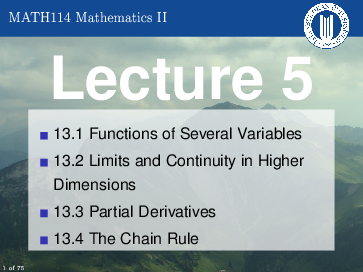 MATH114 Mathematics II
Lecture 5
13.1 Functions of Several Variables
13.2 Limits and Continuity in Higher
Dimensions
13.3 Partial Derivatives
13.4 The Chain Rule
1 of 75